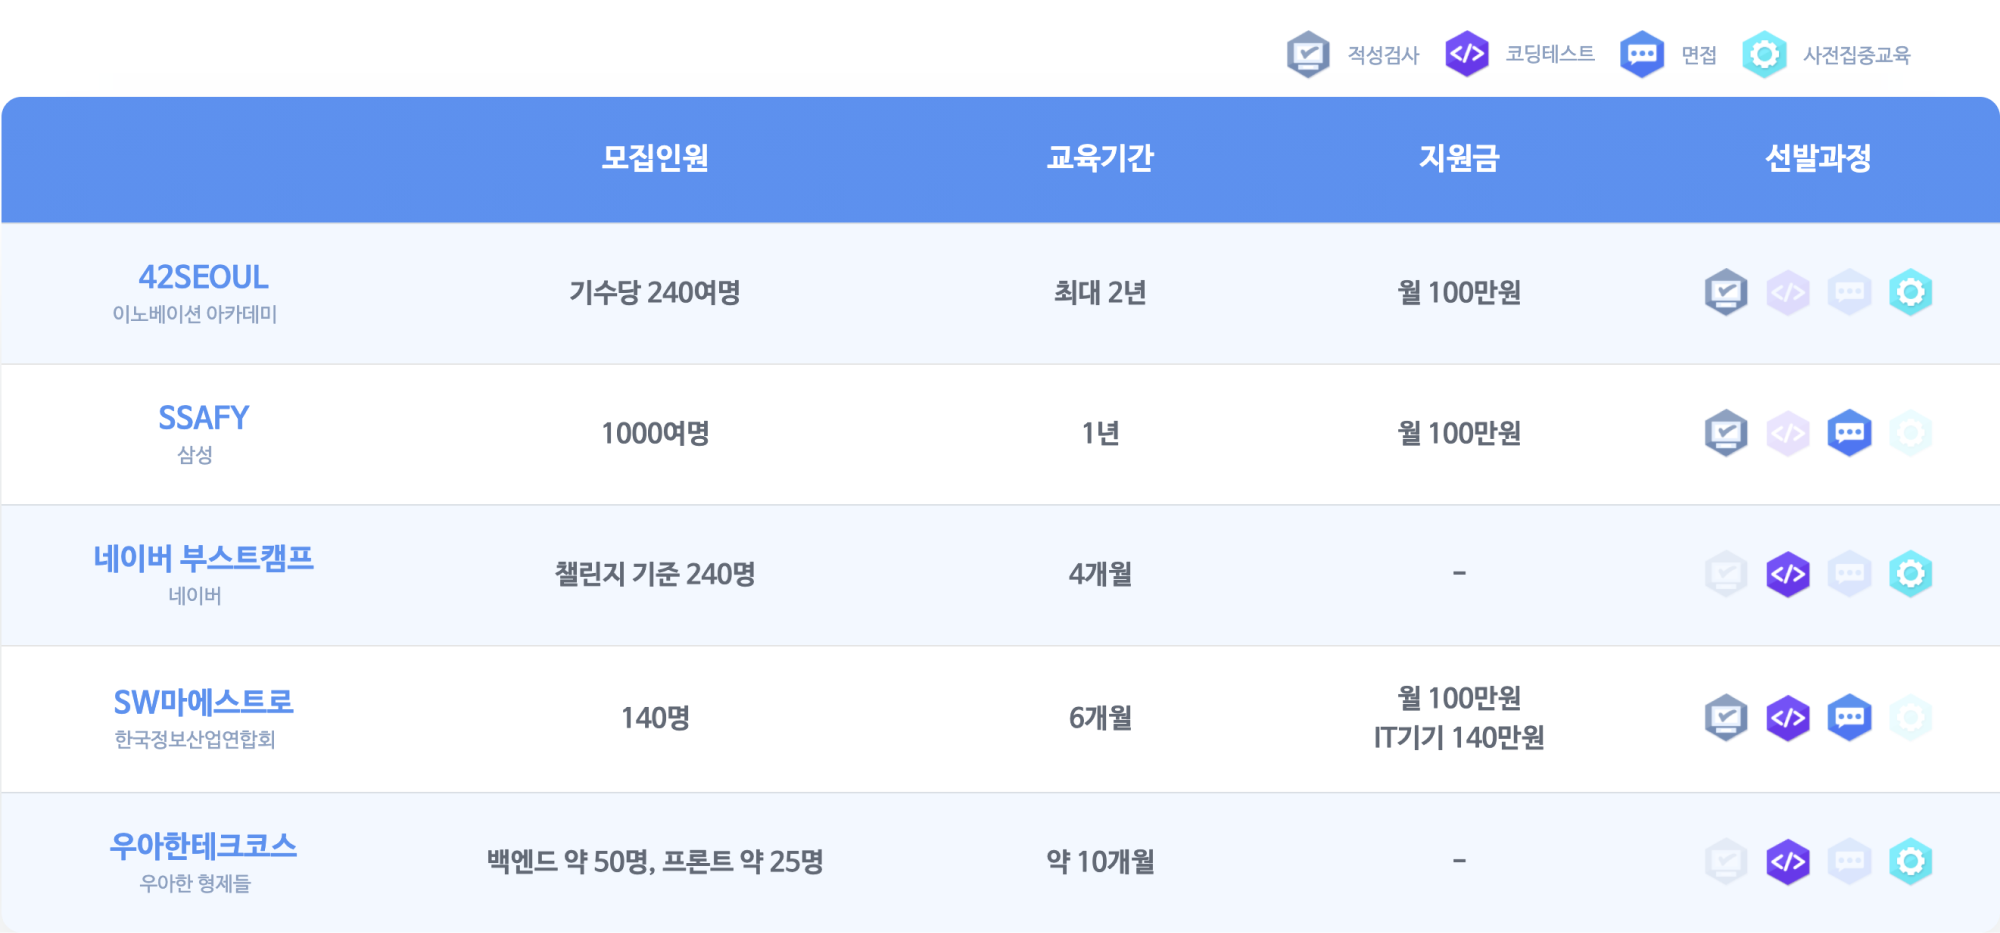 적성검사 코딩테스트 면접 사전집중교육
모집인원 교육기간 지원금 선발과정
42SEOUL
이노베이션 아카데미
기수당 240여명 최대 2년 월 100만원
SSAFY
삼성
1000여명 1년 월 100만원
네이버 부스트캠프
네이버
챌린지 기준 240명 4개월 –
SW마에스트로
한국정보산업연합회
140명 6개월 월 100만원
IT기기 140만원
우아한테크코스
우아한 형제들
백엔드 약 50명, 프론트 약 25명 약 10개월 –